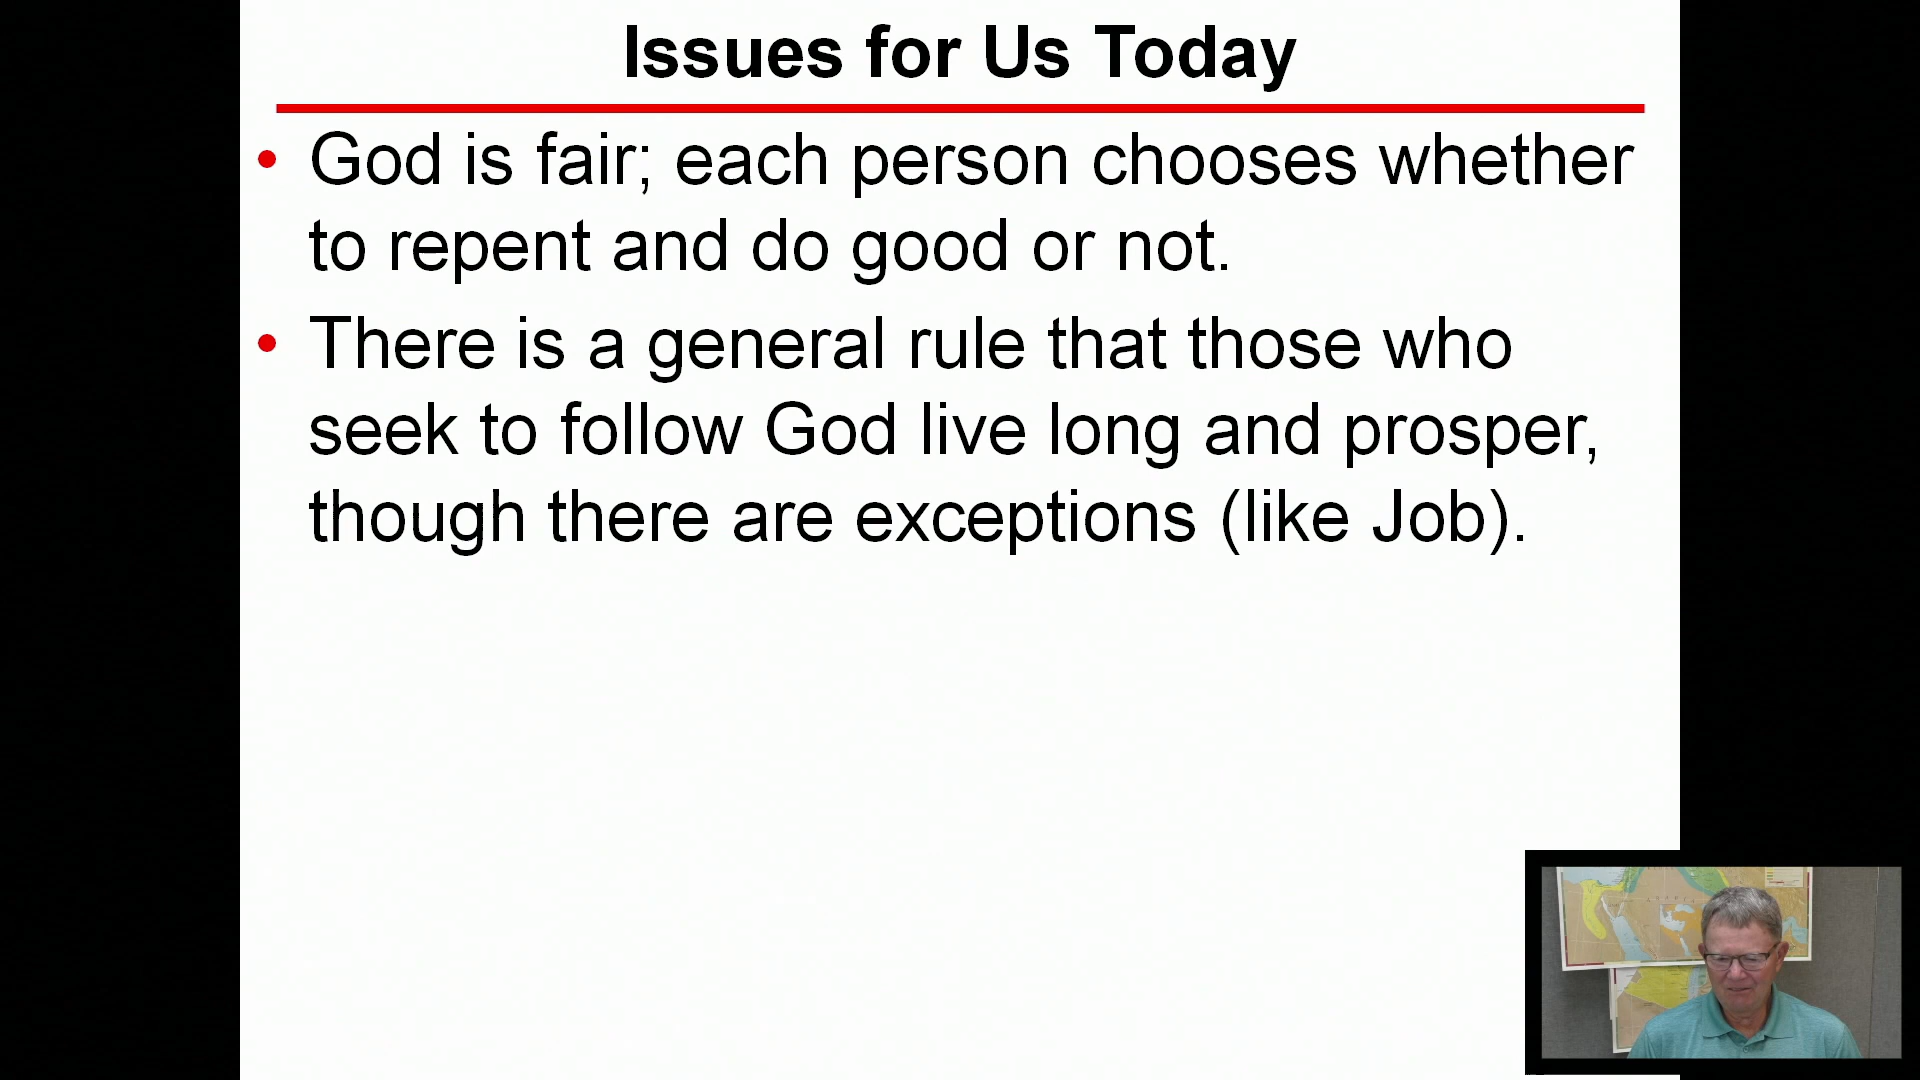 Issues for Us Today
• God is fair; each person chooses whether
to repent and do good or not.
• There is a general rule that those who
seek to follow God live long and prosper,
though there are exceptions (like Job).